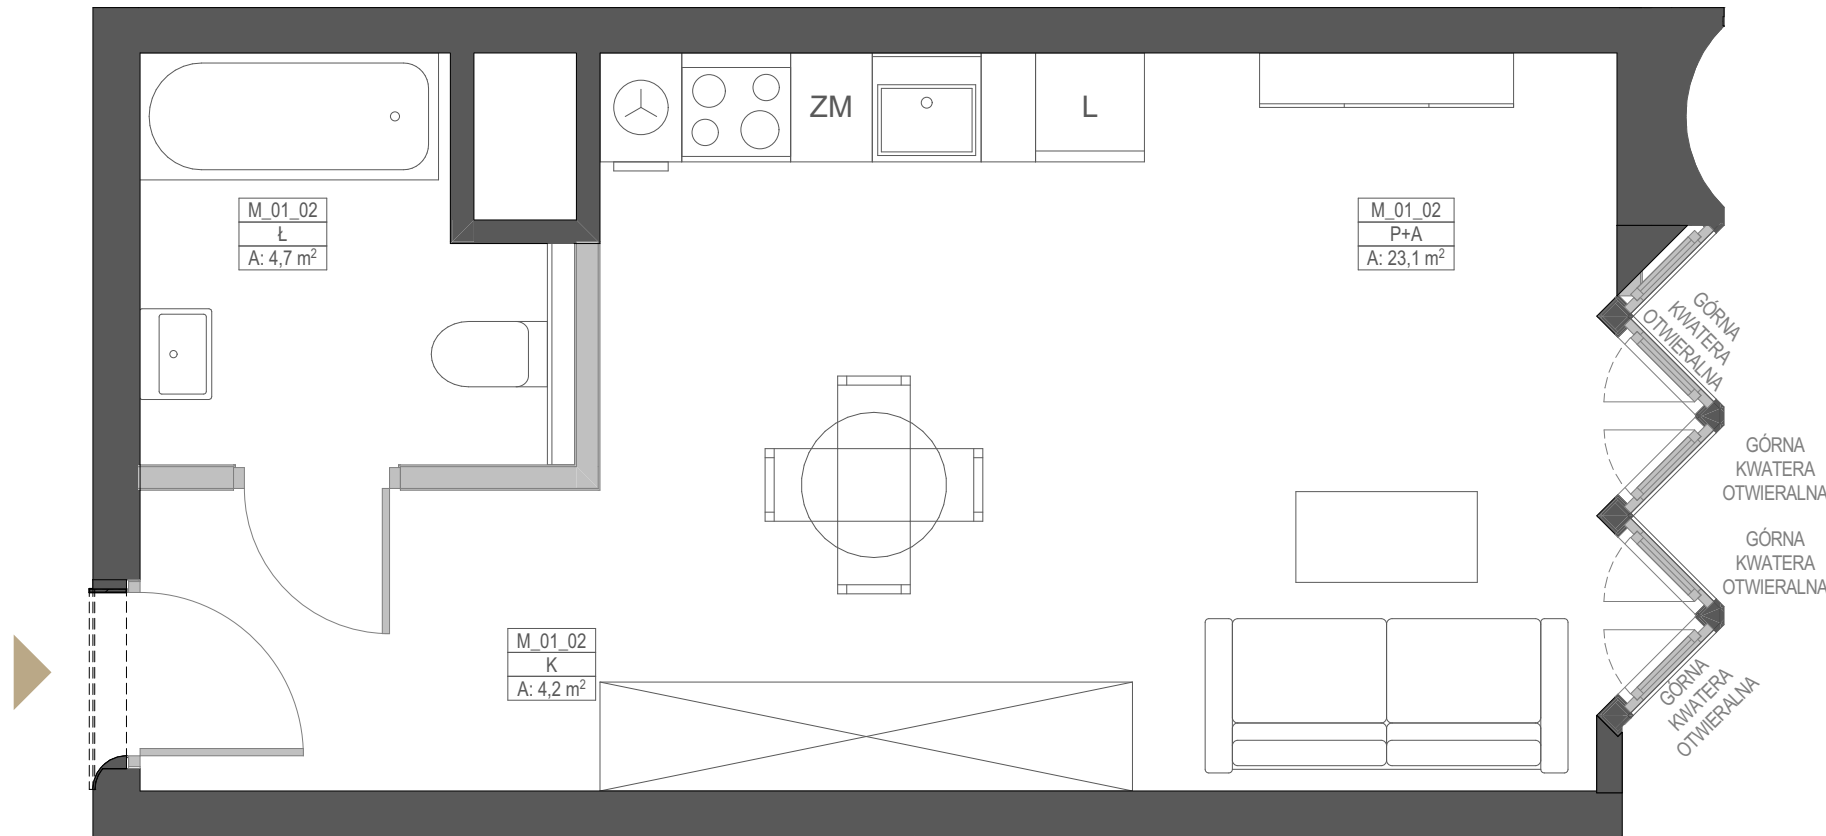 ZM
L
M_01_02
Ł
A: 4,7 m²
M_01_02
P+A
A: 23,1 m²
GÓRNA
KWATERA
OTWIERALNA
GÓRNA
KWATERA
OTWIERALNA
GÓRNA
KWATERA
OTWIERALNA
M_01_02
K
A: 4,2 m²
GÓRNA
KWATERA
OTWIERALNA